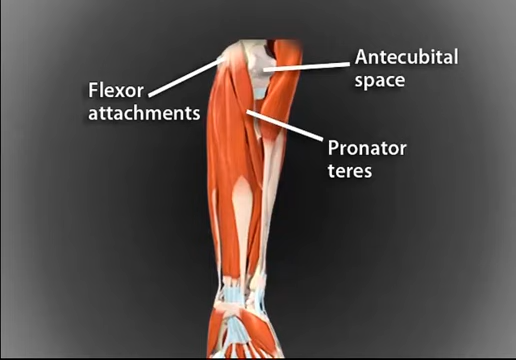 Antecubital
space
Flexor
attachments
Pronator
teres